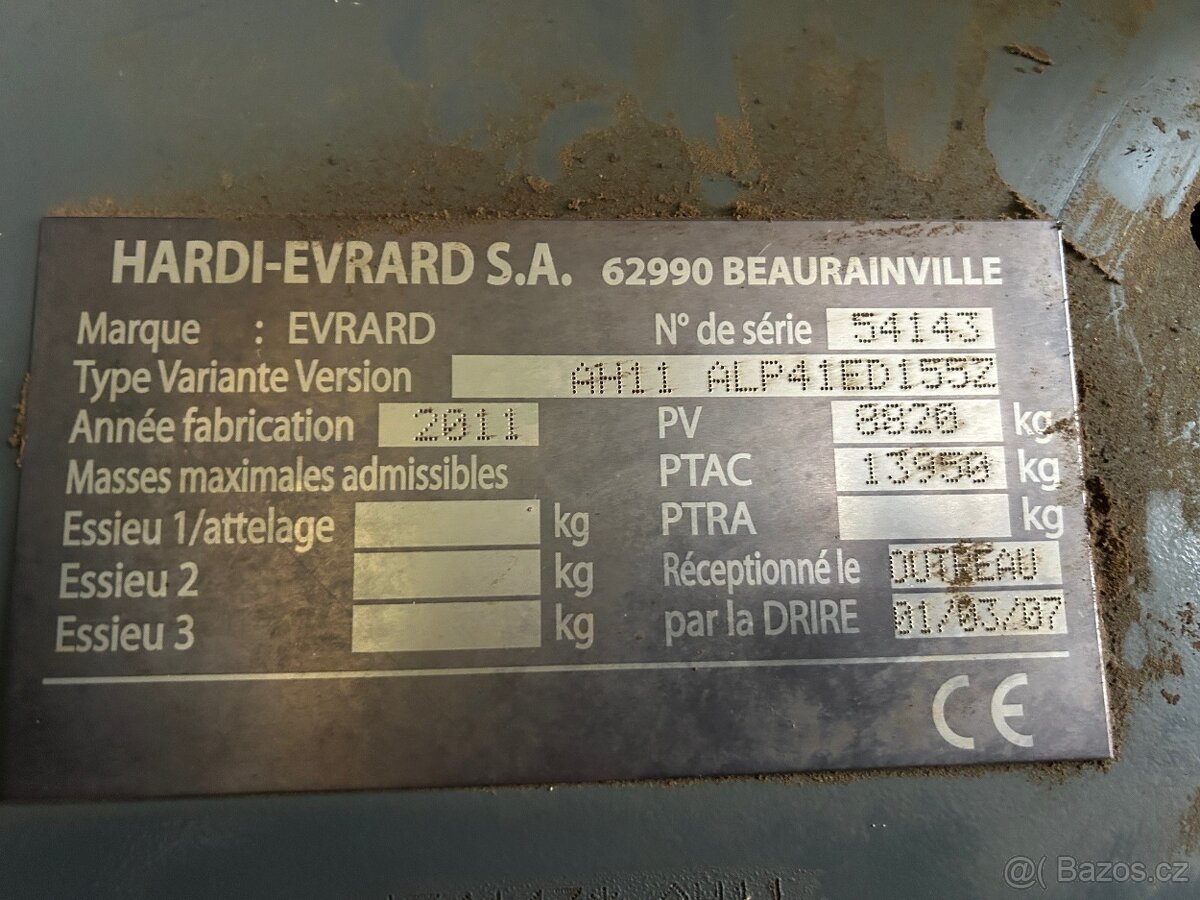 HARDI-EVRARD S.A. 62990 BEAURAINVILLE
Marque : EVRARD N° de série 54143
Type Variante Version AH11 ALP41ED155Z
Année fabrication 2011 PV 8820 kg
Masses maximales admissibles PTAC 13950 kg
Essieu 1/attelage kg PTRA kg
Essieu 2 kg Réceptionné le OUTREAU
Essieu 3 kg par la DRIRE 01/03/07
CE
@( Bazos.cz